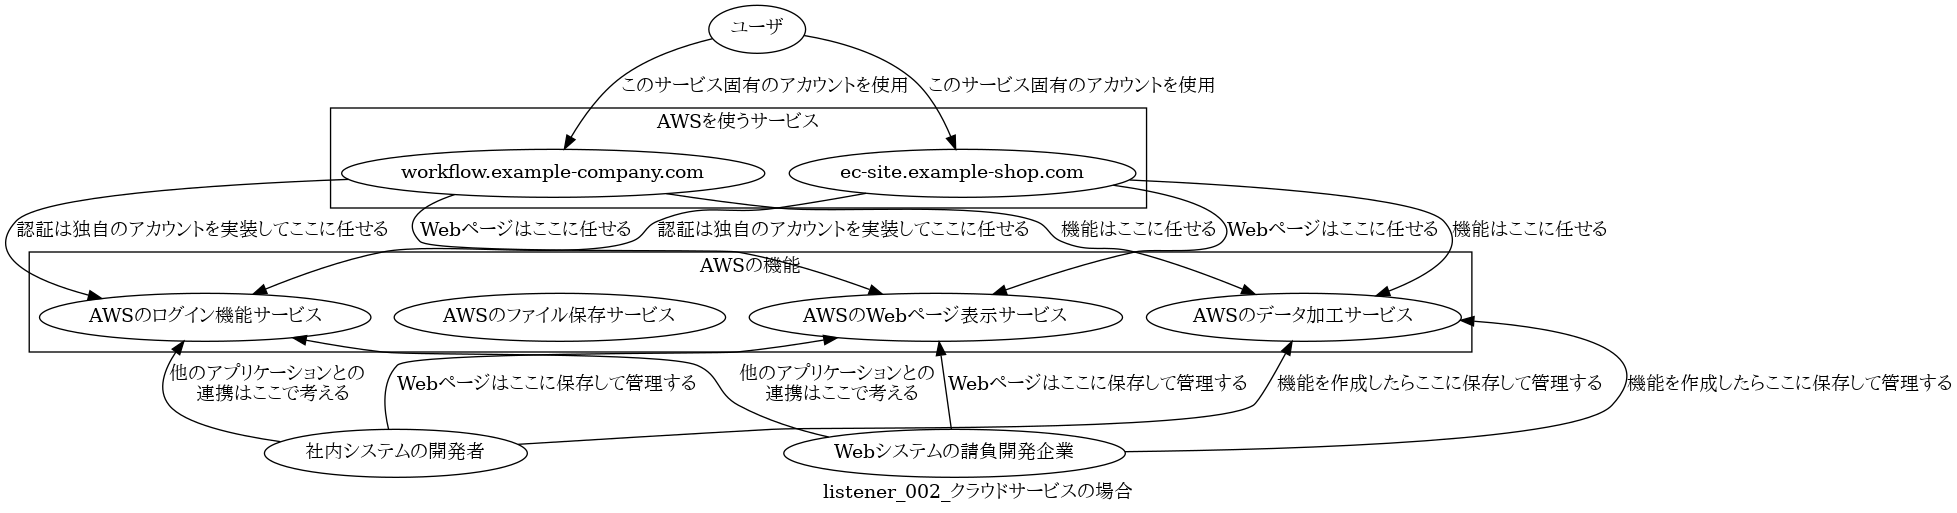 ユーザ
このサービス固有のアカウントを使用
このサービス固有のアカウントを使用
AWSを使うサービス
workflow.example-company.com
ec-site.example-shop.com
認証は独自のアカウントを実装してここに任せる
Webページはここに任せる
認証は独自のアカウントを実装してここに任せる
機能はここに任せる
Webページはここに任せる
機能はここに任せる
AWSの機能
AWSのログイン機能サービス
AWSのファイル保存サービス
AWSのWebページ表示サービス
AWSのデータ加工サービス
他のアプリケーションとの
連携はここで考える
Webページはここに保存して管理する
他のアプリケーションとの
連携はここで考える
Webページはここに保存して管理する
機能を作成したらここに保存して管理する
機能を作成したらここに保存して管理する
社内システムの開発者
Webシステムの請負開発企業
listener_002_クラウドサービスの場合